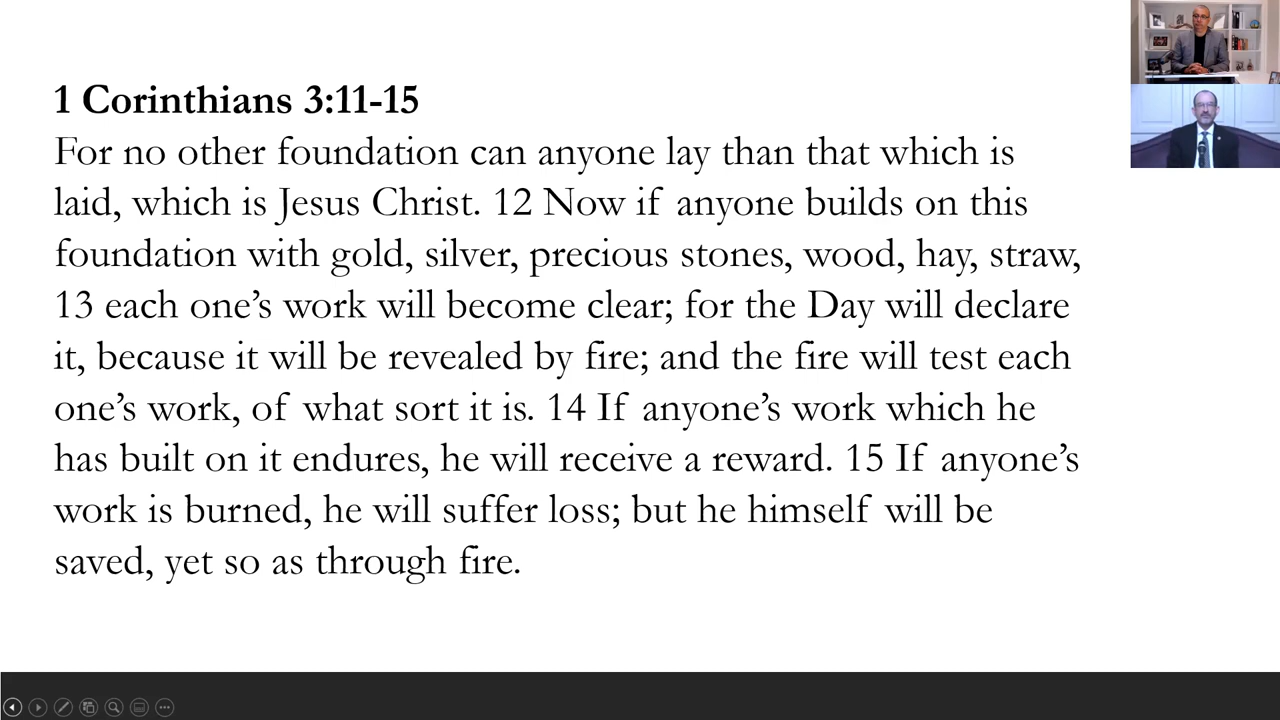 1 Corinthians 3:11-15
For no other foundation can anyone lay than that which is
laid, which is Jesus Christ. 12 Now if anyone builds on this
foundation with gold, silver, precious stones, wood, hay, straw,
13 each one’s work will become clear; for the Day will declare
it, because it will be revealed by fire; and the fire will test each
one’s work, of what sort it is. 14 If anyone’s work which he
has built on it endures, he will receive a reward. 15 If anyone’s
work is burned, he will suffer loss; but he himself will be
saved, yet so as through fire.